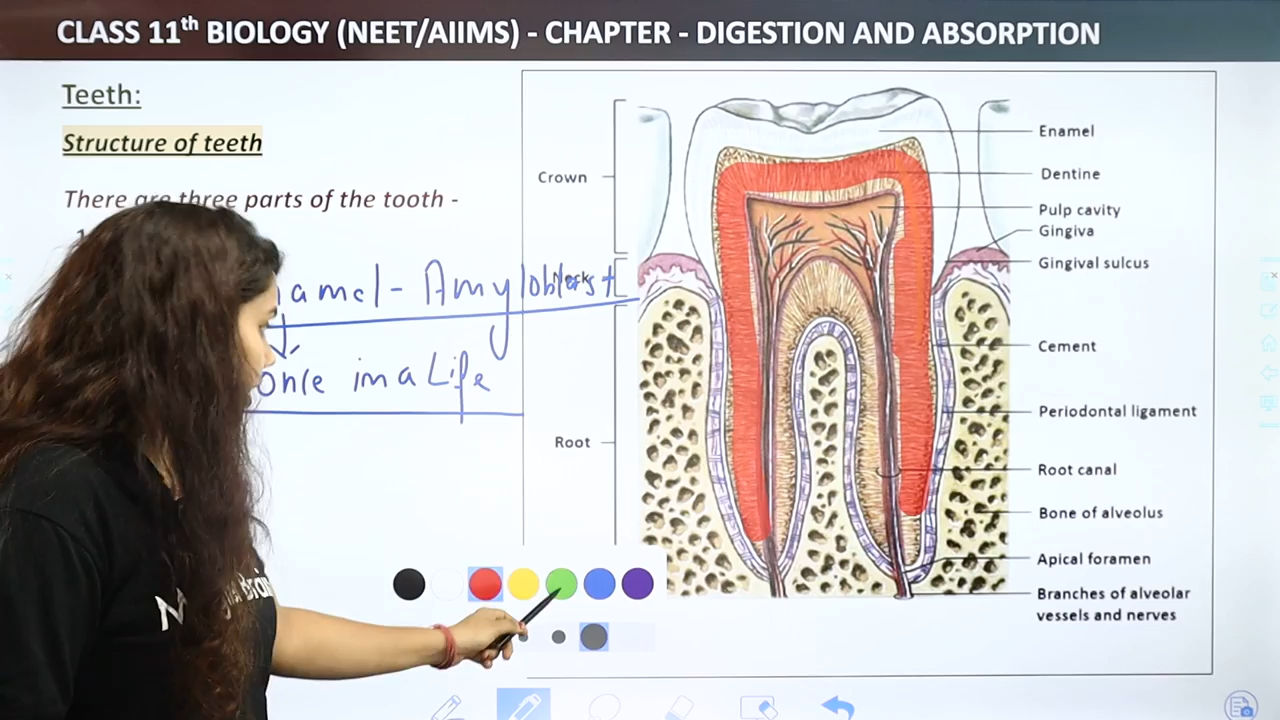 CLASS 11th BIOLOGY (NEET/AIIMS) - CHAPTER - DIGESTION AND ABSORPTION
Teeth:
Structure of teeth
There are three parts of the tooth -
amel - Amyloblast
once in a Life
Crown
Neck
Root
Enamel
Dentine
Pulp cavity
Gingiva
Gingival sulcus
Cement
Periodontal ligament
Root canal
Bone of alveolus
Apical foramen
Branches of alveolar
vessels and nerves